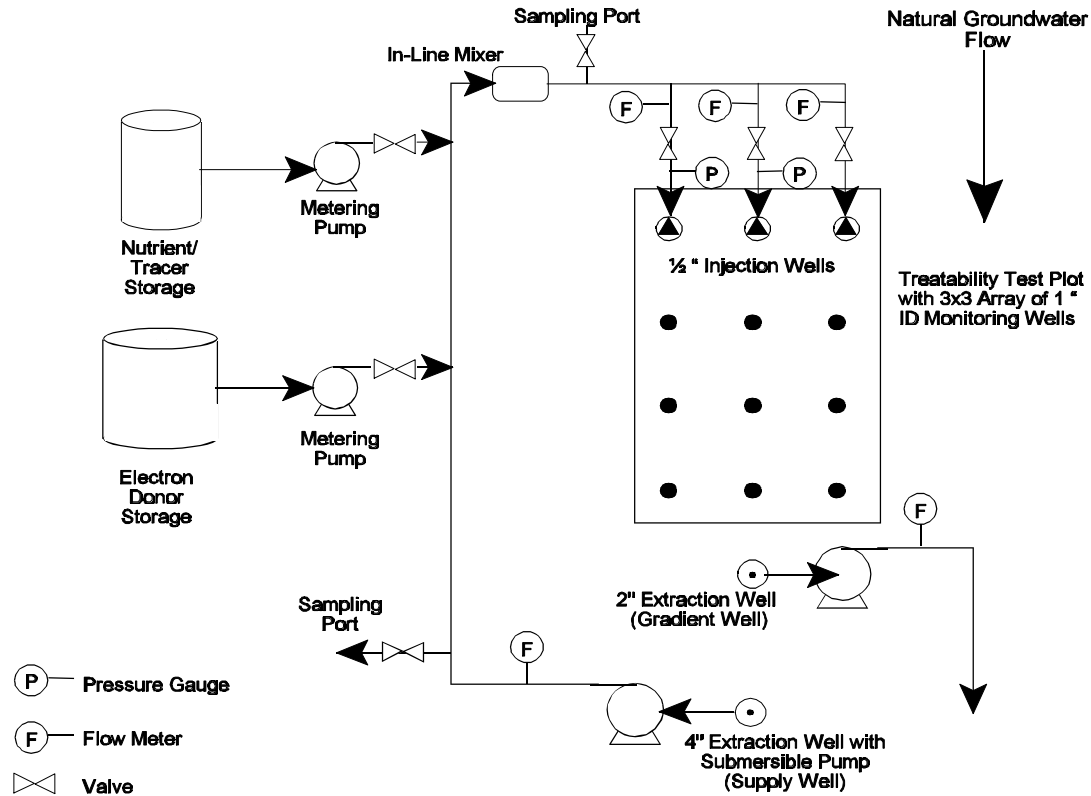 Sampling Port
Natural Groundwater
Flow
In-Line Mixer
F
F
F
P
P
Metering
Pump
Nutrient/
Tracer
Storage
½ “ Injection Wells
Treatability Test Plot
with 3x3 Array of 1 “
ID Monitoring Wells
Metering
Pump
Electron
Donor
Storage
F
2" Extraction Well
(Gradient Well)
Sampling
Port
F
P Pressure Gauge
F Flow Meter
Valve
4" Extraction Well with
Submersible Pump
(Supply Well)